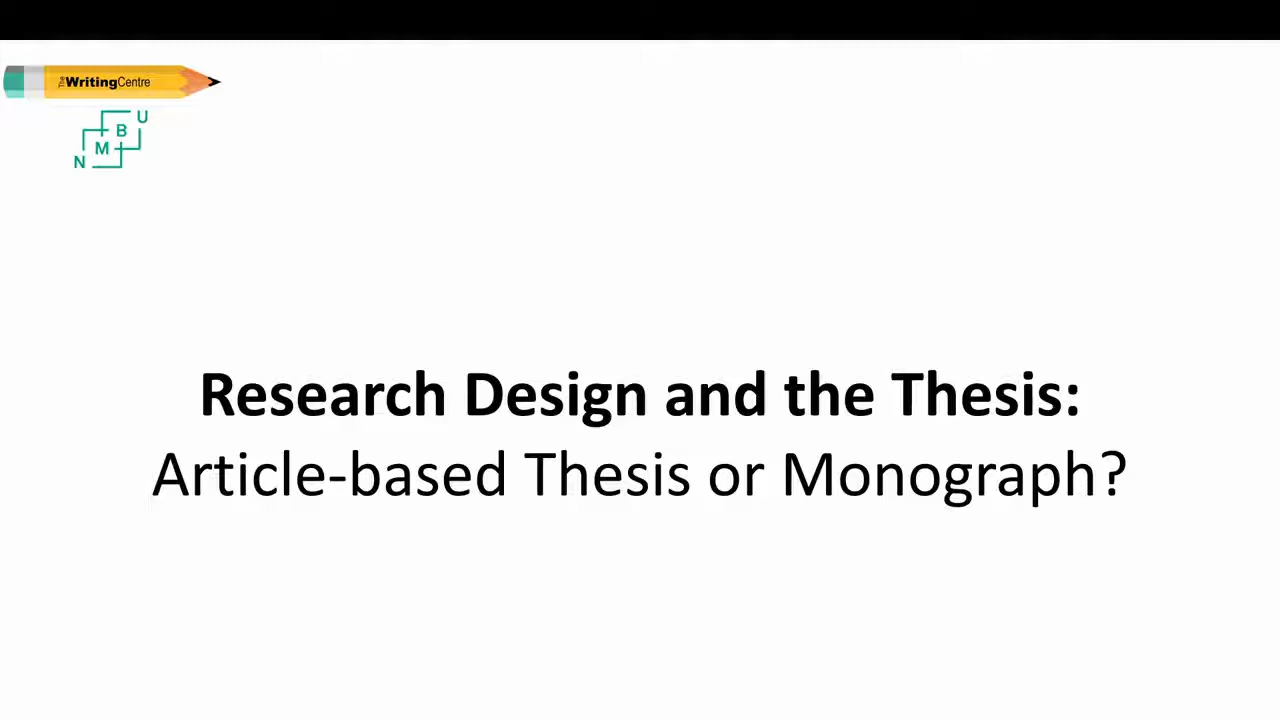 The WritingCentre
U
B
M
N
Research Design and the Thesis:
Article-based Thesis or Monograph?